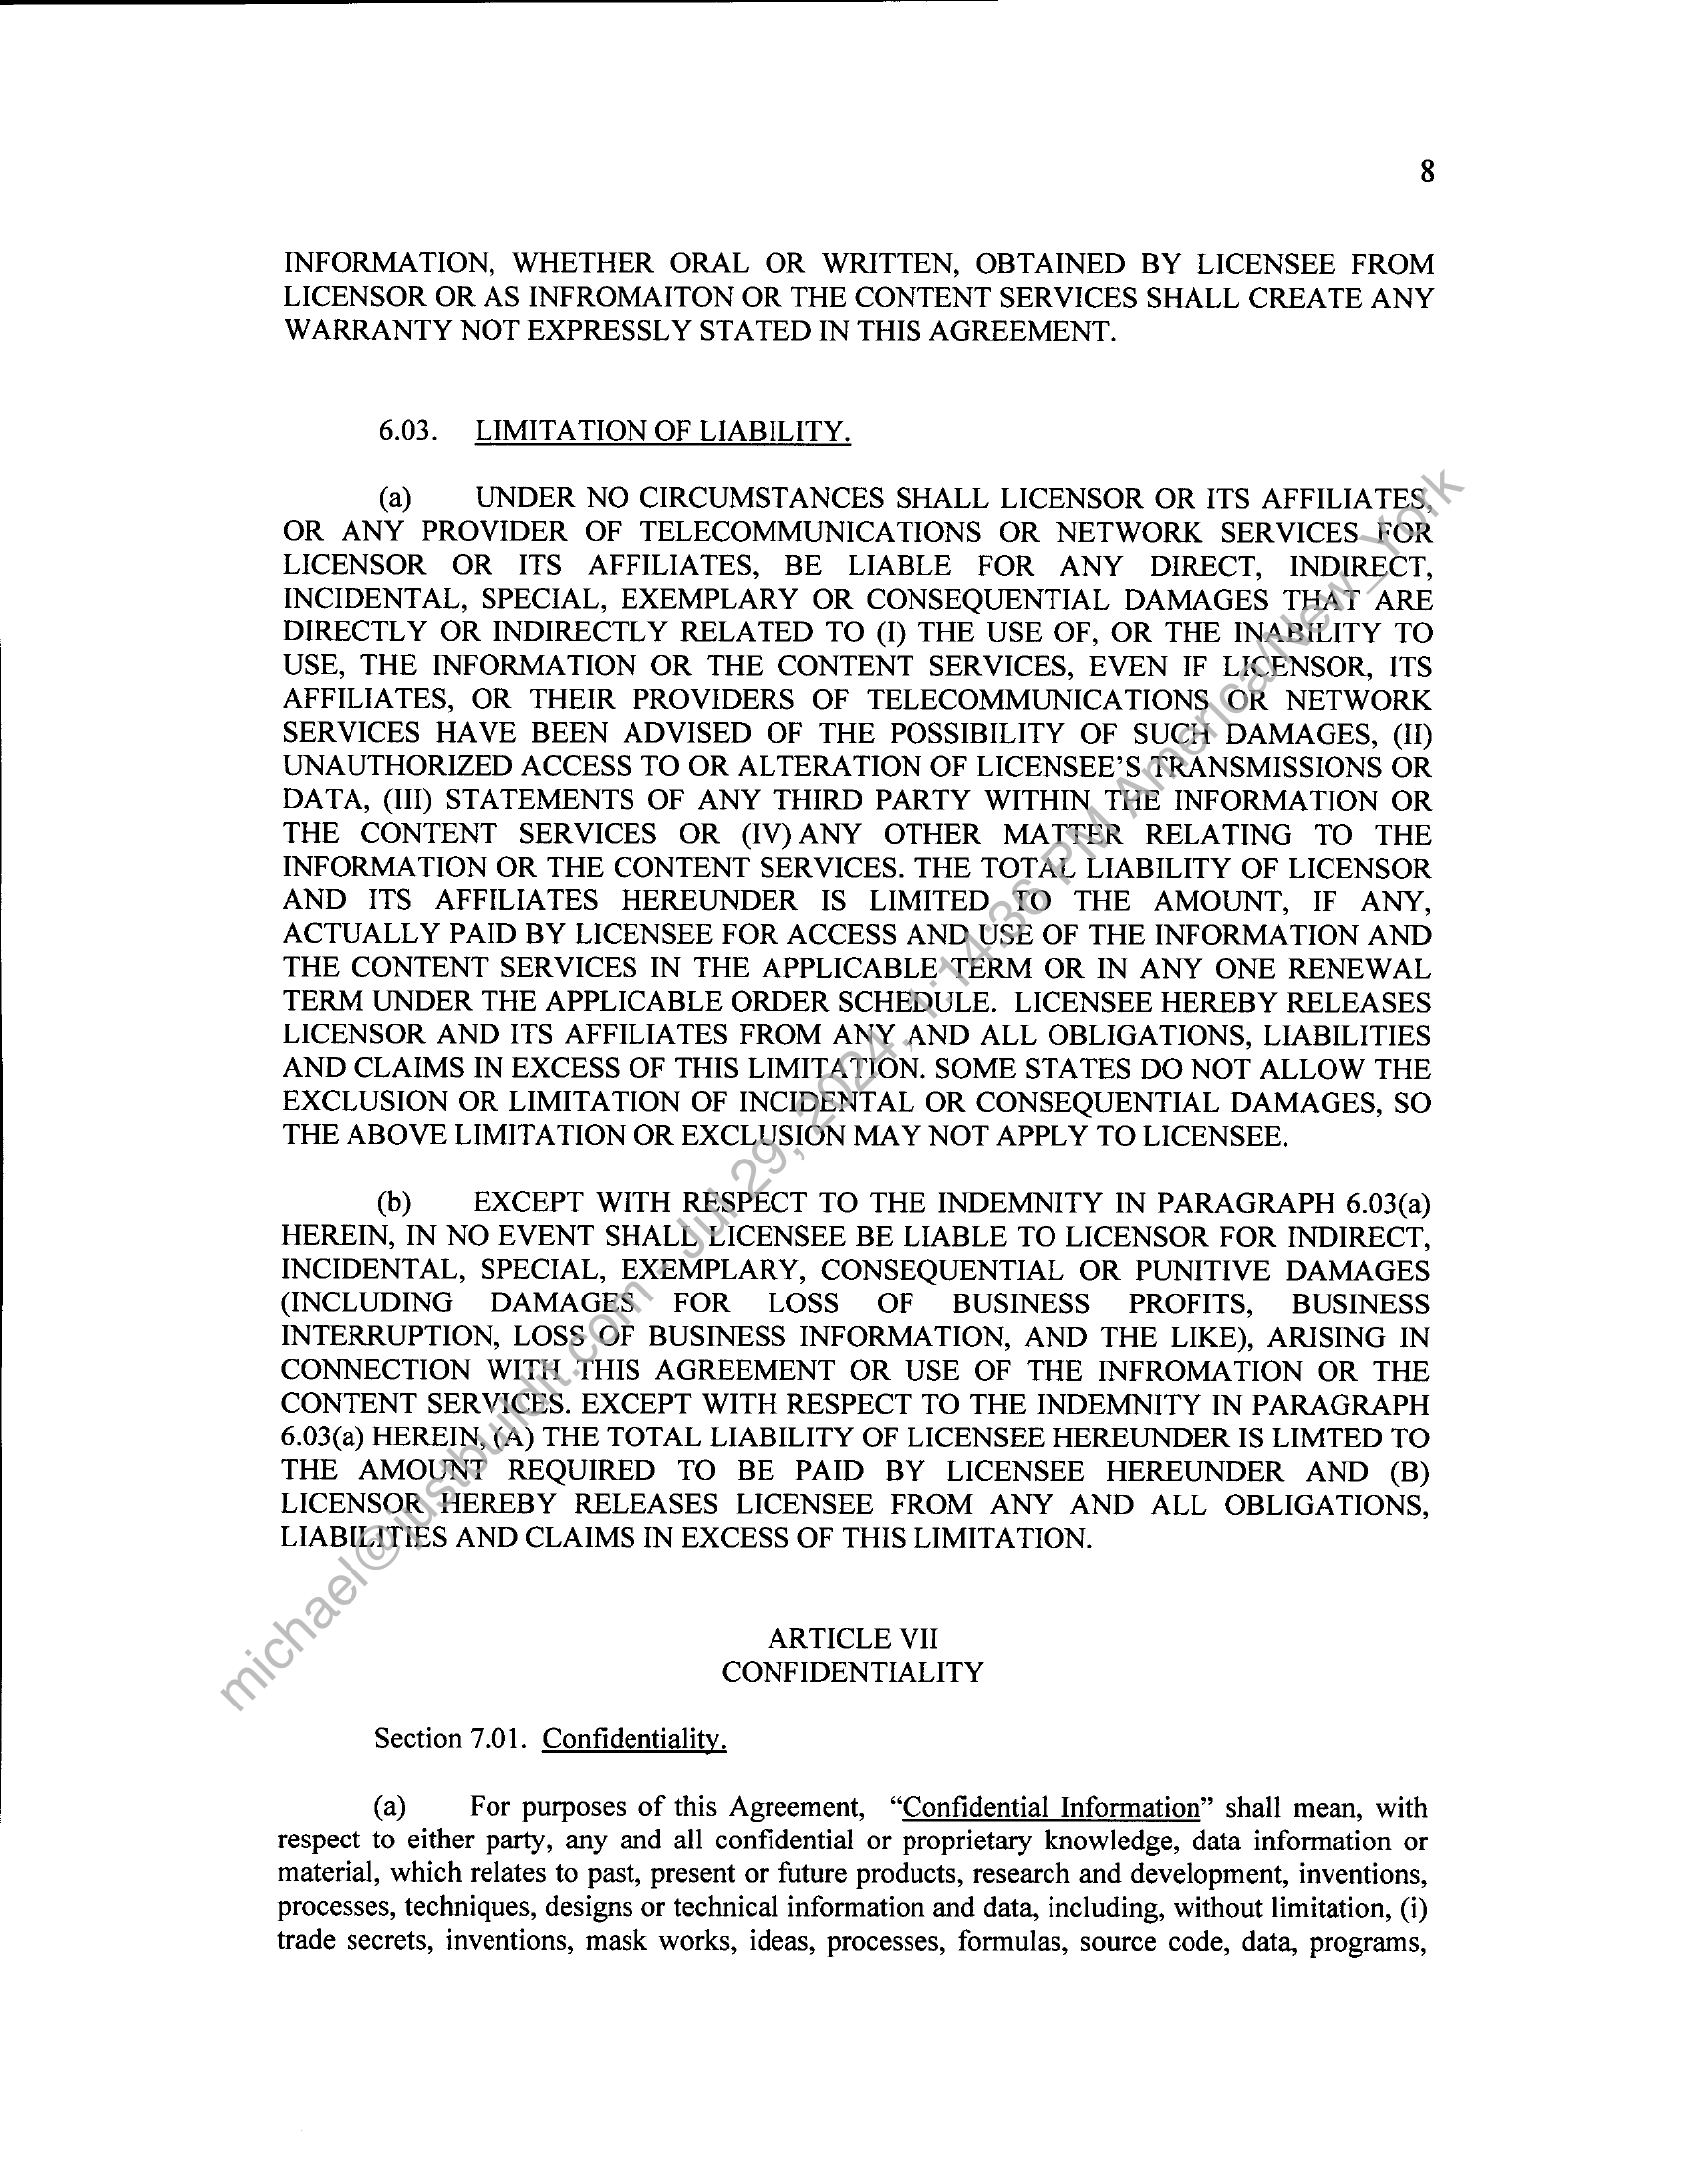 8
INFORMATION, WHETHER ORAL OR WRITTEN, OBTAINED BY LICENSEE FROM
LICENSOR OR AS INFROMAITON OR THE CONTENT SERVICES SHALL CREATE ANY
WARRANTY NOT EXPRESSLY STATED IN THIS AGREEMENT.
6.03. LIMITATION OF LIABILITY.
(a) UNDER NO CIRCUMSTANCES SHALL LICENSOR OR ITS AFFILIATES,
OR ANY PROVIDER OF TELECOMMUNICATIONS OR NETWORK SERVICES FOR
LICENSOR OR ITS AFFILIATES, BE LIABLE FOR ANY DIRECT, INDIRECT,
INCIDENTAL, SPECIAL, EXEMPLARY OR CONSEQUENTIAL DAMAGES THAT ARE
DIRECTLY OR INDIRECTLY RELATED TO (I) THE USE OF, OR THE INABILITY TO
USE, THE INFORMATION OR THE CONTENT SERVICES, EVEN IF LICENSOR, ITS
AFFILIATES, OR THEIR PROVIDERS OF TELECOMMUNICATIONS OR NETWORK
SERVICES HAVE BEEN ADVISED OF THE POSSIBILITY OF SUCH DAMAGES, (II)
UNAUTHORIZED ACCESS TO OR ALTERATION OF LICENSEE'S TRANSMISSIONS OR
DATA, (III) STATEMENTS OF ANY THIRD PARTY WITHIN THE INFORMATION OR
THE CONTENT SERVICES OR (IV) ANY OTHER MATTER RELATING TO THE
INFORMATION OR THE CONTENT SERVICES. THE TOTAL LIABILITY OF LICENSOR
AND ITS AFFILIATES HEREUNDER IS LIMITED TO THE AMOUNT, IF ANY,
ACTUALLY PAID BY LICENSEE FOR ACCESS AND USE OF THE INFORMATION AND
THE CONTENT SERVICES IN THE APPLICABLE TERM OR IN ANY ONE RENEWAL
TERM UNDER THE APPLICABLE ORDER SCHEDULE. LICENSEE HEREBY RELEASES
LICENSOR AND ITS AFFILIATES FROM ANY AND ALL OBLIGATIONS, LIABILITIES
AND CLAIMS IN EXCESS OF THIS LIMITATION. SOME STATES DO NOT ALLOW THE
EXCLUSION OR LIMITATION OF INCIDENTAL OR CONSEQUENTIAL DAMAGES, SO
THE ABOVE LIMITATION OR EXCLUSION MAY NOT APPLY TO LICENSEE.
(b) EXCEPT WITH RESPECT TO THE INDEMNITY IN PARAGRAPH 6.03(a)
HEREIN, IN NO EVENT SHALL LICENSEE BE LIABLE TO LICENSOR FOR INDIRECT,
INCIDENTAL, SPECIAL, EXEMPLARY, CONSEQUENTIAL OR PUNITIVE DAMAGES
(INCLUDING DAMAGES FOR LOSS OF BUSINESS PROFITS, BUSINESS
INTERRUPTION, LOSS OF BUSINESS INFORMATION, AND THE LIKE), ARISING IN
CONNECTION WITH THIS AGREEMENT OR USE OF THE INFROMATION OR THE
CONTENT SERVICES. EXCEPT WITH RESPECT TO THE INDEMNITY IN PARAGRAPH
6.03(a) HEREIN, (A) THE TOTAL LIABILITY OF LICENSEE HEREUNDER IS LIMTED TO
THE AMOUNT REQUIRED TO BE PAID BY LICENSEE HEREUNDER AND (B)
LICENSOR HEREBY RELEASES LICENSEE FROM ANY AND ALL OBLIGATIONS,
LIABILITIES AND CLAIMS IN EXCESS OF THIS LIMITATION.
ARTICLE VII
CONFIDENTIALITY
Section 7.01. Confidentiality.
(a) For purposes of this Agreement, “Confidential Information” shall mean, with
respect to either party, any and all confidential or proprietary knowledge, data information or
material, which relates to past, present or future products, research and development, inventions,
processes, techniques, designs or technical information and data, including, without limitation, (i)
trade secrets, inventions, mask works, ideas, processes, formulas, source code, data, programs,
michael@justbuildit.com - Jul 29, 2024, 1:14:36 PM America/New_York